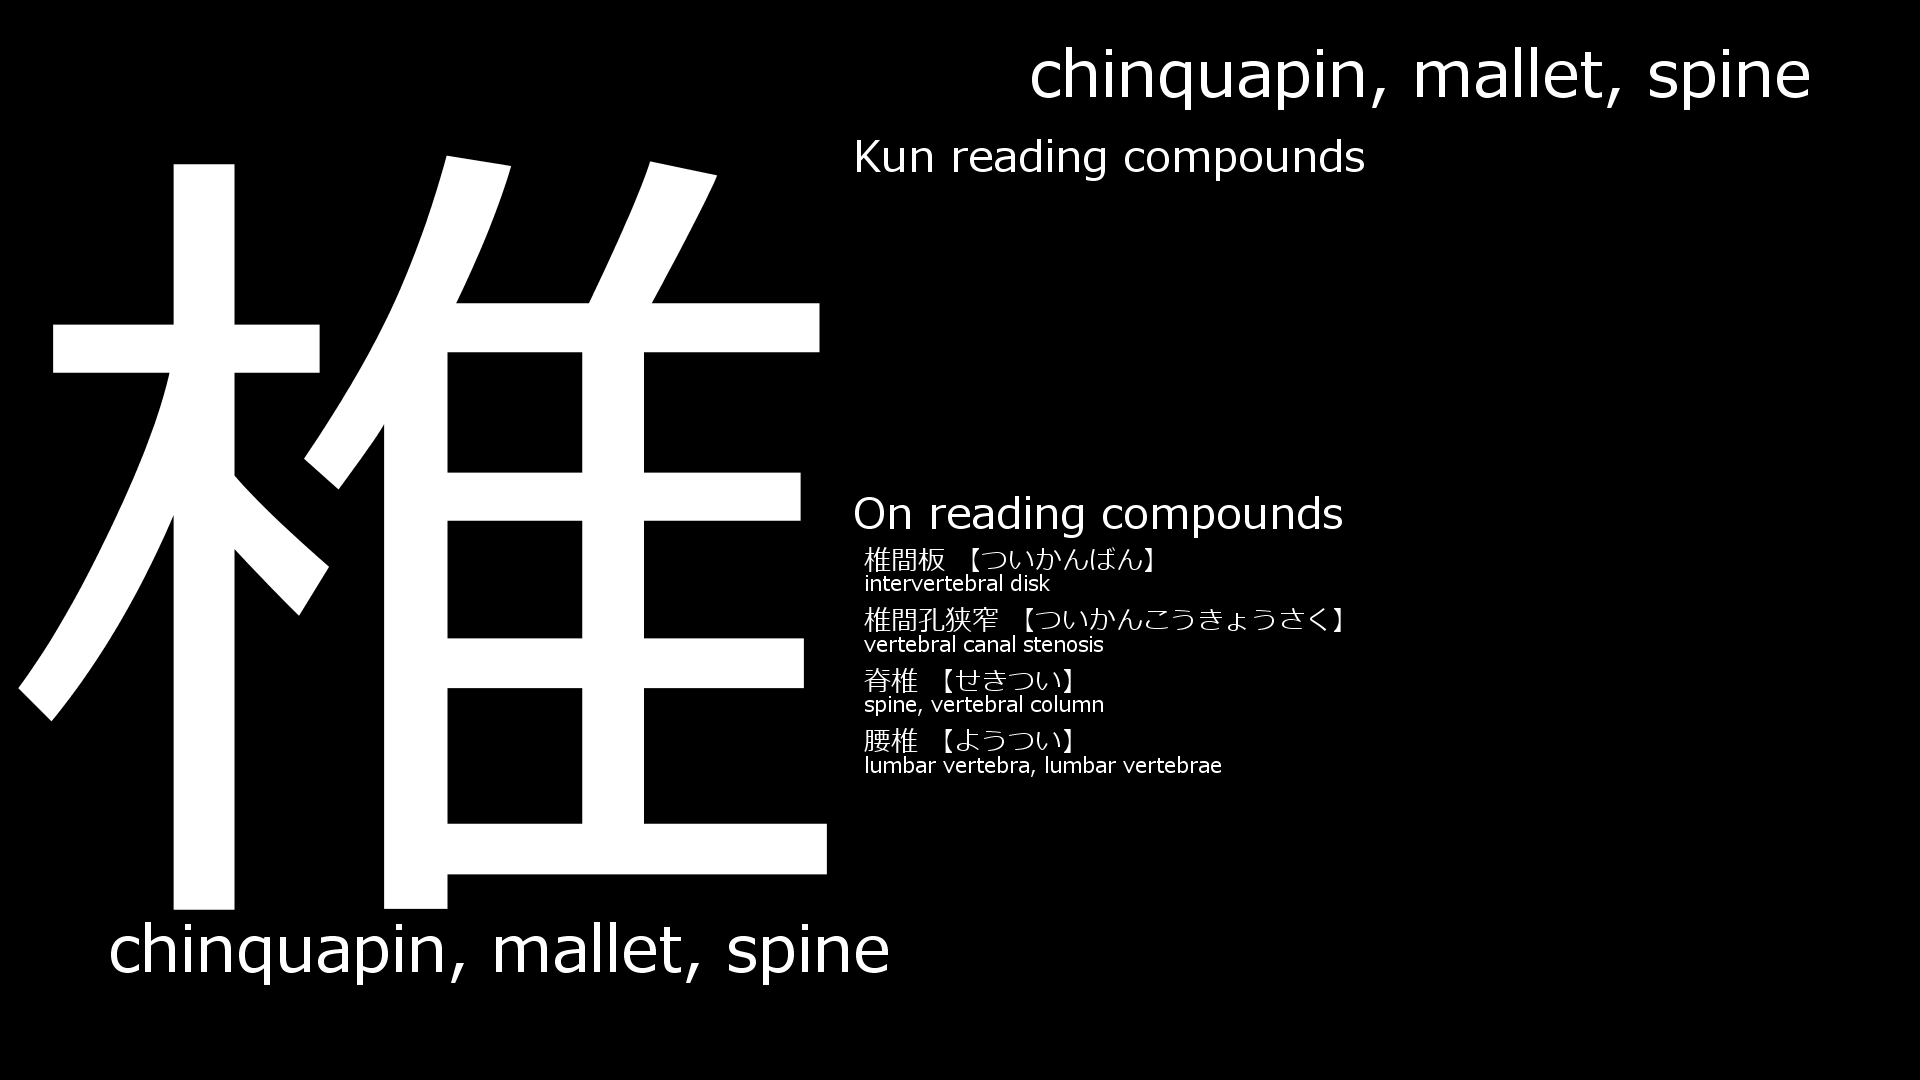 椎
chinquapin, mallet, spine
chinquapin, mallet, spine
Kun reading compounds
On reading compounds
椎間板 【ついかんばん】
intervertebral disk
椎間孔狭窄 【ついかんこうきょうさく】
vertebral canal stenosis
脊椎 【せきつい】
spine, vertebral column
腰椎 【ようつい】
lumbar vertebra, lumbar vertebrae